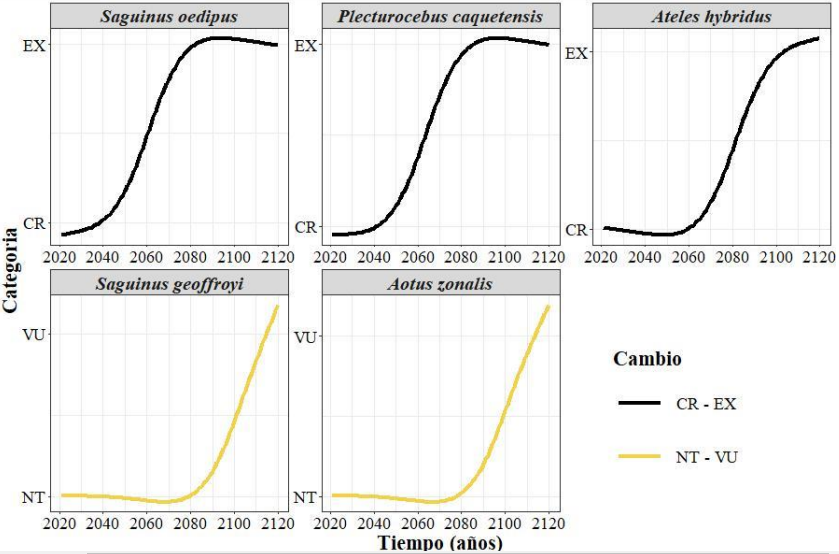 Saguinus oedipus
Plecturocebus caquetensis
Ateles hybridus
EX
EX
EX
CR
CR
CR
2020 2040 2060 2080 2100 2120
2020 2040 2060 2080 2100 2120
2020 2040 2060 2080 2100 2120
Categoria
Saguinus geoffroyi
Aotus zonalis
VU
VU
NT
NT
2020 2040 2060 2080 2100 2120
2020 2040 2060 2080 2100 2120
Tiempo (años)
Cambio
CR - EX
NT - VU